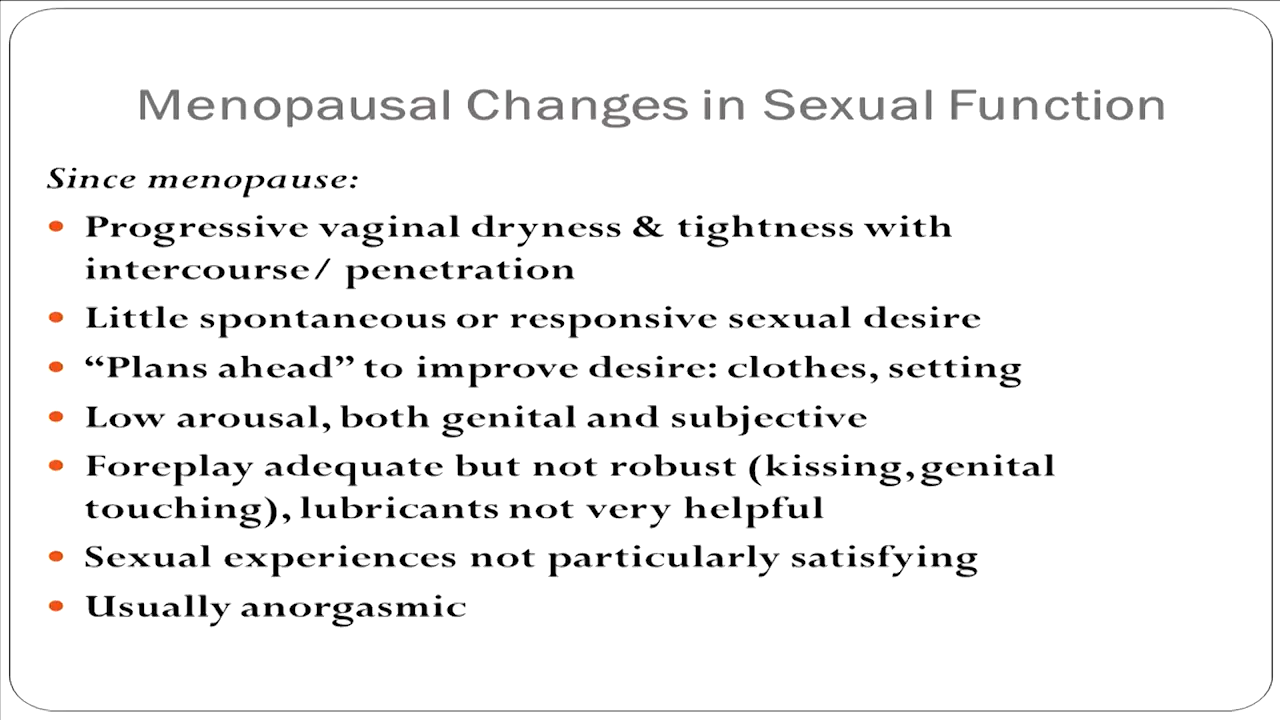 Menopausal Changes in Sexual Function
Since menopause:
• Progressive vaginal dryness & tightness with
intercourse/ penetration
• Little spontaneous or responsive sexual desire
• “Plans ahead” to improve desire: clothes, setting
• Low arousal, both genital and subjective
• Foreplay adequate but not robust (kissing, genital
touching), lubricants not very helpful
• Sexual experiences not particularly satisfying
• Usually anorgasmic